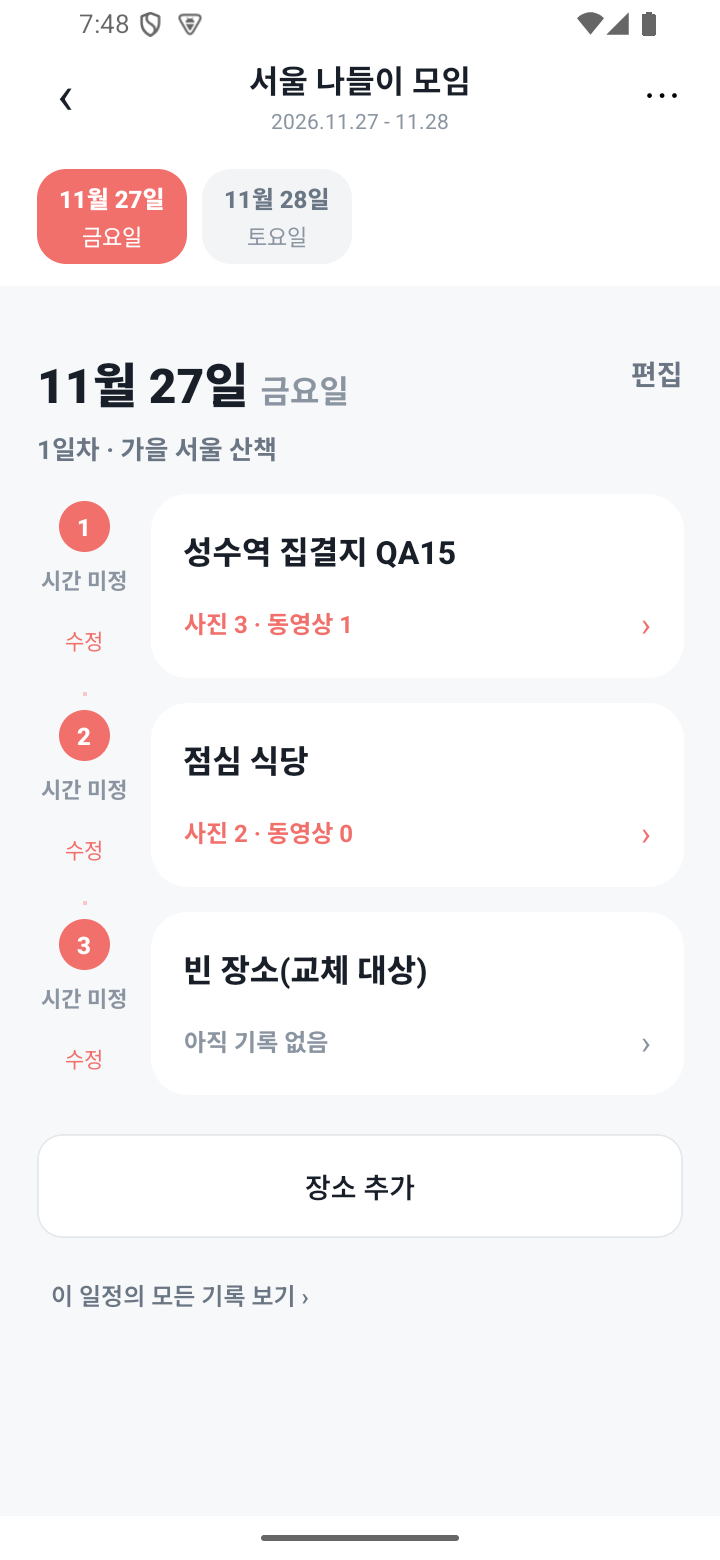 7:48
서울 나들이 모임
2026.11.27 - 11.28
11월 27일
금요일
11월 28일
토요일
11월 27일 금요일
편집
1일차 · 가을 서울 산책
1
시간 미정
수정
성수역 집결지 QA15
사진 3 · 동영상 1
2
시간 미정
수정
점심 식당
사진 2 · 동영상 0
3
시간 미정
수정
빈 장소(교체 대상)
아직 기록 없음
장소 추가
이 일정의 모든 기록 보기 ›